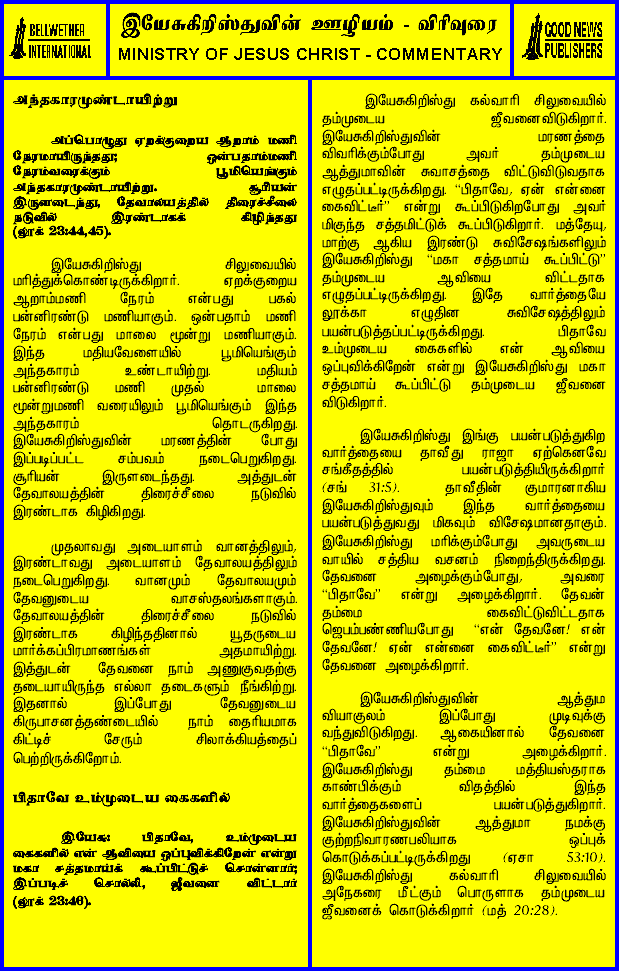 BELLWETHER
INTERNATIONAL
இயேசுகிறிஸ்துவின் ஊழியம் - விரிவுரை
MINISTRY OF JESUS CHRIST - COMMENTARY
GOOD NEWS
PUBLISHERS
அந்தகாரமுண்டாயிற்று
அப்பொழுது ஏறக்குறைய ஆறாம் மணி
நேரமாயிருந்தது; ஒன்பதாம்மணி
நேரம்வரைக்கும் பூமியெங்கும்
அந்தகாரமுண்டாயிற்று. சூரியன்
இருளடைந்து, தேவாலயத்தில் திரைச்சீலை
நடுவில் இரண்டாகக் கிழிந்தது
(லூக் 23:44,45).
இயேசுகிறிஸ்து சிலுவையில்
மரித்துக்கொண்டிருக்கிறார். ஏறக்குறைய
ஆறாம்மணி நேரம் என்பது பகல்
பன்னிரண்டு மணியாகும். ஒன்பதாம் மணி
நேரம் என்பது மாலை மூன்று மணியாகும்.
இந்த மதியவேளையில் பூமியெங்கும்
அந்தகாரம் உண்டாயிற்று. மதியம்
பன்னிரண்டு மணி முதல் மாலை
மூன்றுமணி வரையிலும் பூமியெங்கும் இந்த
அந்தகாரம் தொடருகிறது.
இயேசுகிறிஸ்துவின் மரணத்தின் போது
இப்படிப்பட்ட சம்பவம் நடைபெறுகிறது.
சூரியன் இருளடைந்தது. அத்துடன்
தேவாலயத்தின் திரைச்சீலை நடுவில்
இரண்டாக கிழிகிறது.
முதலாவது அடையாளம் வானத்திலும்,
இரண்டாவது அடையாளம் தேவாலயத்திலும்
நடைபெறுகிறது. வானமும் தேவாலயமும்
தேவனுடைய வாசஸ்தலங்களாகும்.
தேவாலயத்தின் திரைச்சீலை நடுவில்
இரண்டாக கிழிந்ததினால் யூதருடைய
மார்க்கப்பிரமாணங்கள் அதமாயிற்று.
இத்துடன் தேவனை நாம் அணுகுவதற்கு
தடையாயிருந்த எல்லா தடைகளும் நீங்கிற்று.
இதனால் இப்போது தேவனுடைய
கிருபாசனத்தண்டையில் நாம் தைரியமாக
கிட்டிச் சேரும் சிலாக்கியத்தைப்
பெற்றிருக்கிறோம்.
பிதாவே உம்முடைய கைகளில்
இயேசு: பிதாவே, உம்முடைய
கைகளில் என் ஆவியை ஒப்புவிக்கிறேன் என்று
மகா சத்தமாய்க் கூப்பிட்டுச் சொன்னார்;
இப்படிச் சொல்லி, ஜீவனை விட்டார்
(லூக் 23:46).
இயேசுகிறிஸ்து கல்வாரி சிலுவையில்
தம்முடைய ஜீவனைவிடுகிறார்.
இயேசுகிறிஸ்துவின் மரணத்தை
விவரிக்கும்போது அவர் தம்முடைய
ஆத்துமாவின் சுவாசத்தை விட்டுவிடுவதாக
எழுதப்பட்டிருக்கிறது. “பிதாவே, ஏன் என்னை
கைவிட்டீர்” என்று கூப்பிடுகிறபோது அவர்
மிகுந்த சத்தமிட்டுக் கூப்பிடுகிறார். மத்தேயு,
மாற்கு ஆகிய இரண்டு சுவிசேஷங்களிலும்
இயேசுகிறிஸ்து “மகா சத்தமாய் கூப்பிட்டு”
தம்முடைய ஆவியை விட்டதாக
எழுதப்பட்டிருக்கிறது. இதே வார்த்தையே
லூக்கா எழுதின சுவிசேஷத்திலும்
பயன்படுத்தப்பட்டிருக்கிறது. பிதாவே
உம்முடைய கைகளில் என் ஆவியை
ஒப்புவிக்கிறேன் என்று இயேசுகிறிஸ்து மகா
சத்தமாய் கூப்பிட்டு தம்முடைய ஜீவனை
விடுகிறார்.
இயேசுகிறிஸ்து இங்கு பயன்படுத்துகிற
வார்த்தையை தாவீது ராஜா ஏற்கெனவே
சங்கீதத்தில் பயன்படுத்தியிருக்கிறார்
(சங் 31:5). தாவீதின் குமாரனாகிய
இயேசுகிறிஸ்துவும் இந்த வார்த்தையை
பயன்படுத்துவது மிகவும் விசேஷமானதாகும்.
இயேசுகிறிஸ்து மரிக்கும்போது அவருடைய
வாயில் சத்திய வசனம் நிறைந்திருக்கிறது.
தேவனை அழைக்கும்போது, அவரை
“பிதாவே” என்று அழைக்கிறார். தேவன்
தம்மை கைவிட்டுவிட்டதாக
ஜெபம்பண்ணியபோது “என் தேவனே! என்
தேவனே! ஏன் என்னை கைவிட்டீர்” என்று
தேவனை அழைக்கிறார்.
இயேசுகிறிஸ்துவின் ஆத்தும
வியாகுலம் இப்போது முடிவுக்கு
வந்துவிடுகிறது. ஆகையினால் தேவனை
“பிதாவே” என்று அழைக்கிறார்.
இயேசுகிறிஸ்து தம்மை மத்தியஸ்தராக
காண்பிக்கும் விதத்தில் இந்த
வார்த்தைகளைப் பயன்படுத்துகிறார்.
இயேசுகிறிஸ்துவின் ஆத்துமா நமக்கு
குற்றநிவாரணபலியாக ஒப்புக்
கொடுக்கப்பட்டிருக்கிறது (ஏசா 53:10).
இயேசுகிறிஸ்து கல்வாரி சிலுவையில்
அநேகரை மீட்கும் பொருளாக தம்முடைய
ஜீவனைக் கொடுக்கிறார் (மத் 20:28).